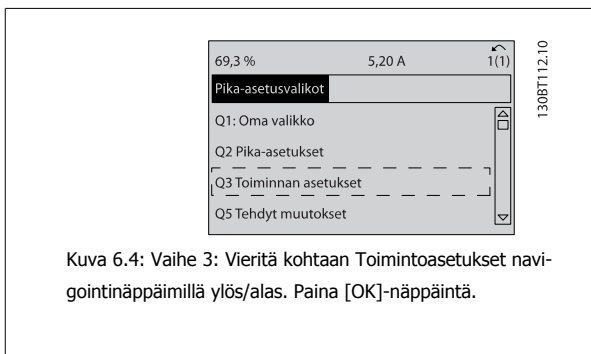 69,3 % 5,20 A 1(1)
Pika-asetusvalikot
Q1: Oma valikko
Q2 Pika-asetukset
Q3 Toiminnan asetukset
Q5 Tehdyt muutokset
130BT112.10
Kuva 6.4: Vaihe 3: Vieritä kohtaan Toimintoasetukset navi-
gointinäppäimillä ylös/alas. Paina [OK]-näppäintä.